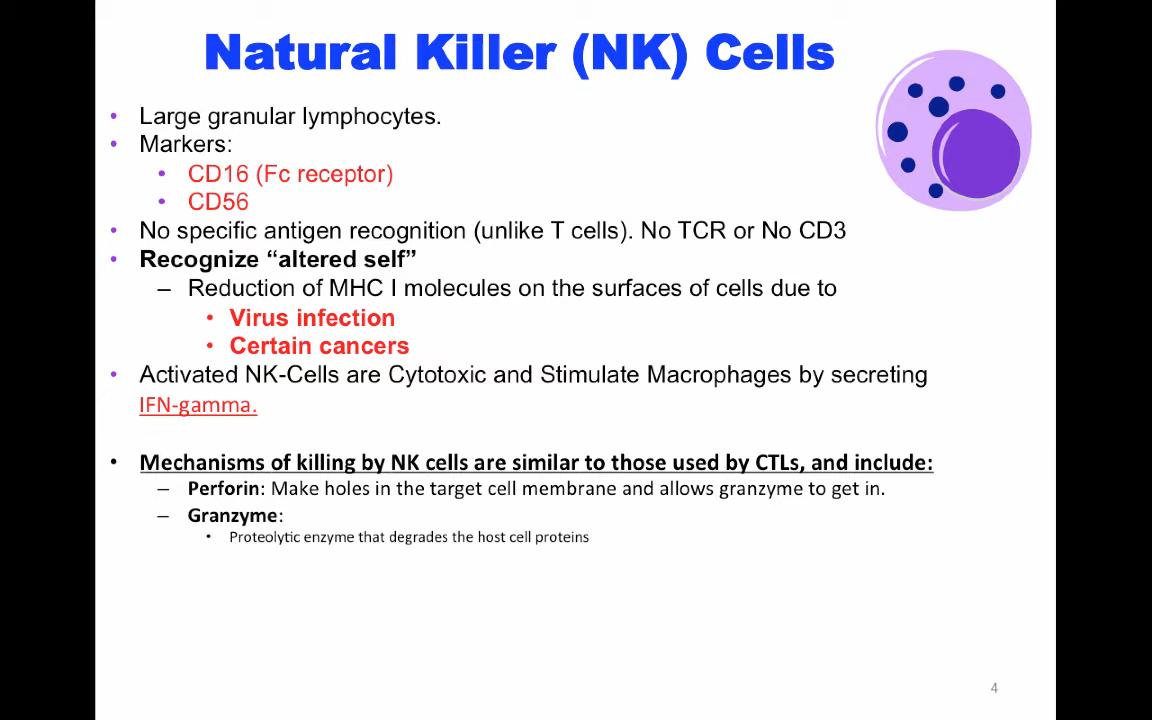 Natural Killer (NK) Cells
• Large granular lymphocytes.
• Markers:
• CD16 (Fc receptor)
• CD56
• No specific antigen recognition (unlike T cells). No TCR or No CD3
• Recognize “altered self”
– Reduction of MHC I molecules on the surfaces of cells due to
• Virus infection
• Certain cancers
• Activated NK-Cells are Cytotoxic and Stimulate Macrophages by secreting
IFN-gamma.
• Mechanisms of killing by NK cells are similar to those used by CTLs, and include:
– Perforin: Make holes in the target cell membrane and allows granzyme to get in.
– Granzyme:
• Proteolytic enzyme that degrades the host cell proteins
4